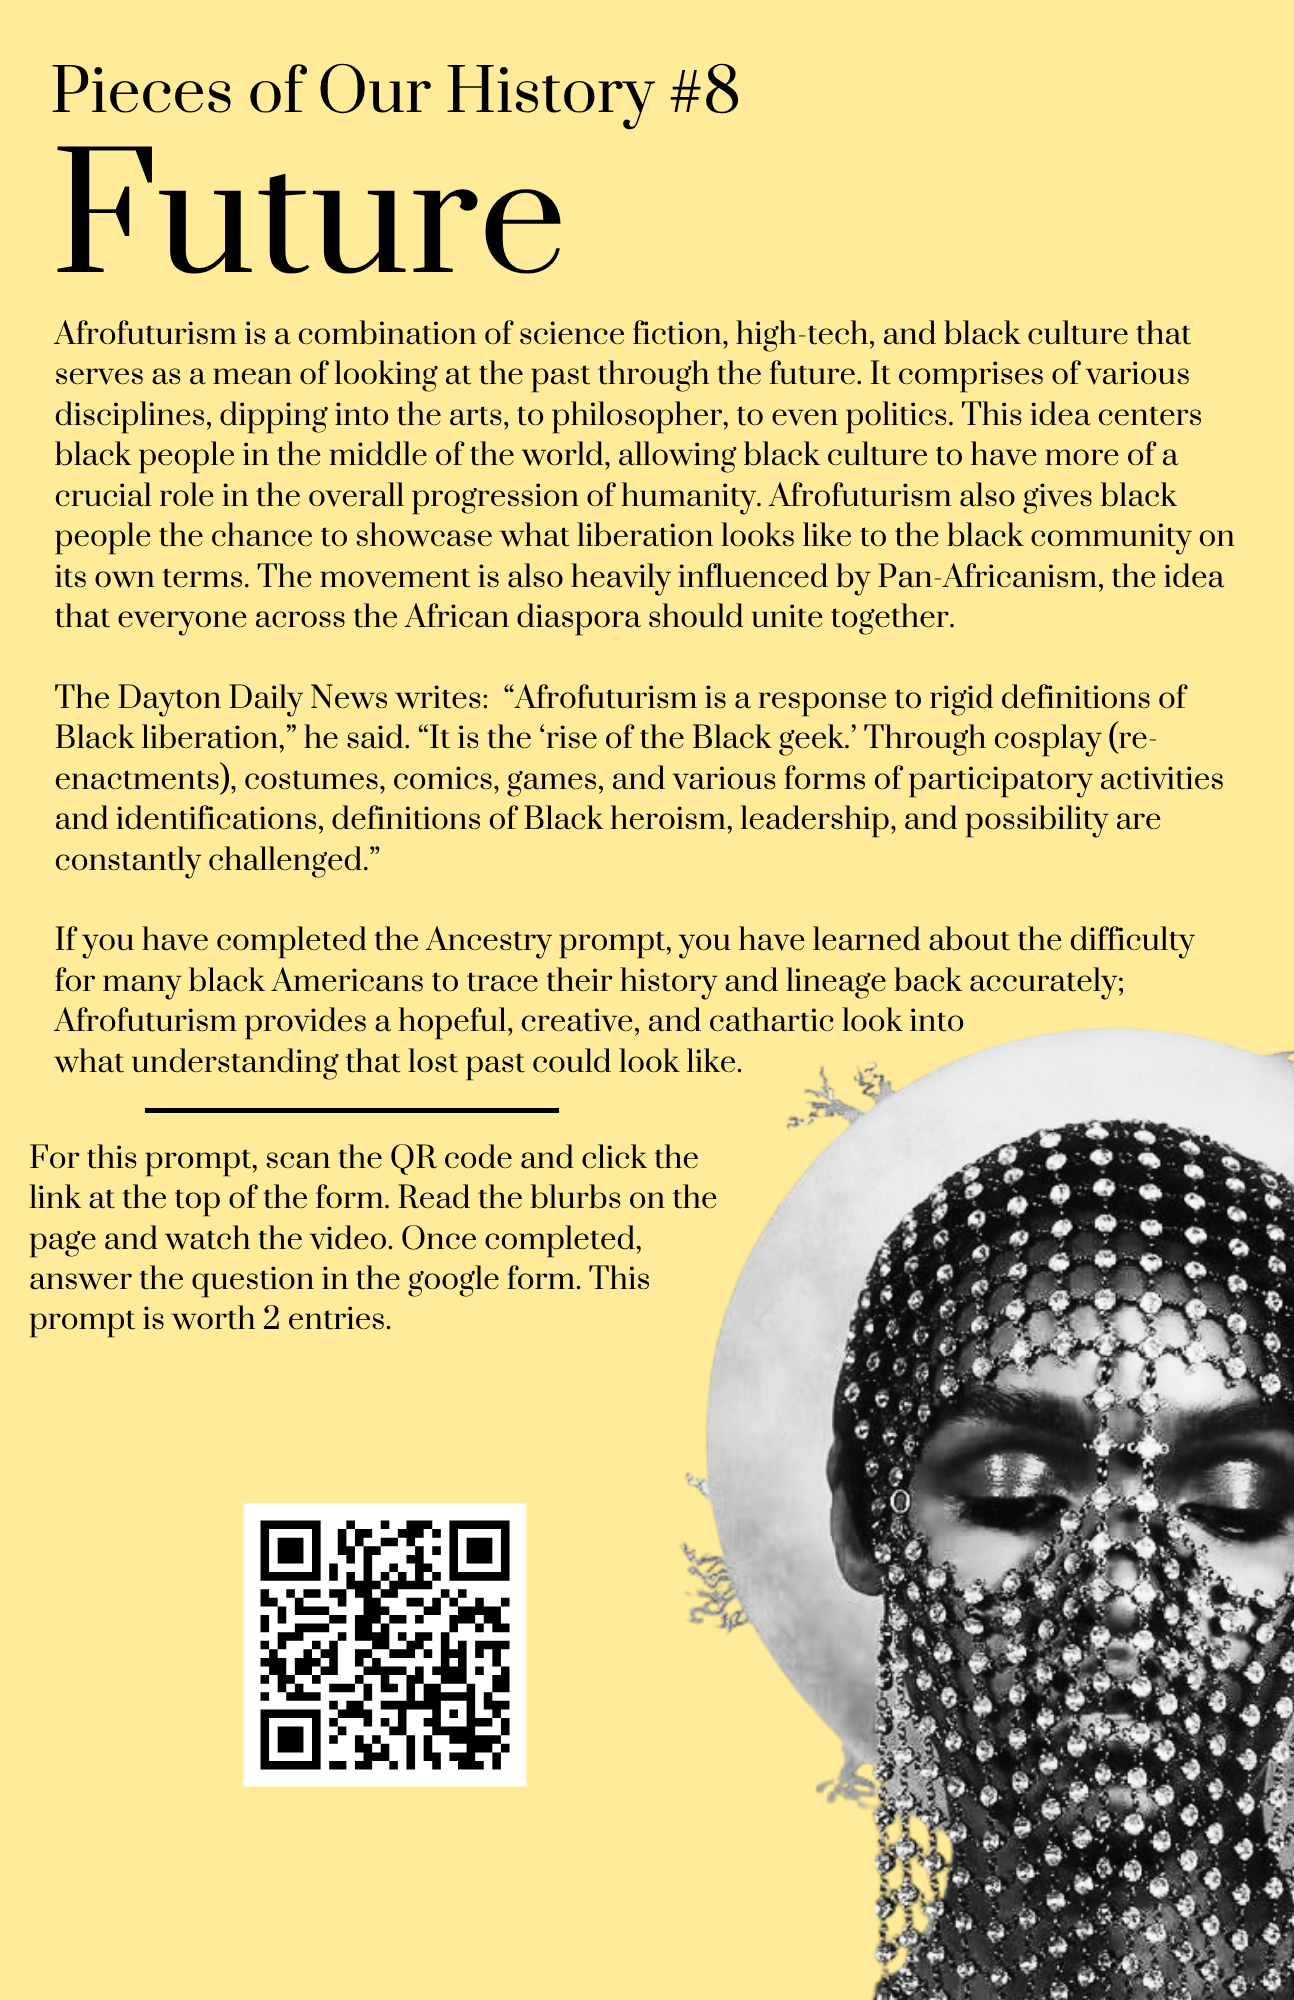 Pieces of Our History #8
Future
Afrofuturism is a combination of science fiction, high-tech, and black culture that
serves as a mean of looking at the past through the future. It comprises of various
disciplines, dipping into the arts, to philosopher, to even politics. This idea centers
black people in the middle of the world, allowing black culture to have more of a
crucial role in the overall progression of humanity. Afrofuturism also gives black
people the chance to showcase what liberation looks like to the black community on
its own terms. The movement is also heavily influenced by Pan-Africanism, the idea
that everyone across the African diaspora should unite together.
The Dayton Daily News writes:  “Afrofuturism is a response to rigid definitions of
Black liberation,” he said. “It is the ‘rise of the Black geek.’ Through cosplay (re-
enactments), costumes, comics, games, and various forms of participatory activities
and identifications, definitions of Black heroism, leadership, and possibility are
constantly challenged.”
If you have completed the Ancestry prompt, you have learned about the difficulty
for many black Americans to trace their history and lineage back accurately;
Afrofuturism provides a hopeful, creative, and cathartic look into
what understanding that lost past could look like.
For this prompt, scan the QR code and click the
link at the top of the form. Read the blurbs on the
page and watch the video. Once completed,
answer the question in the google form. This
prompt is worth 2 entries.